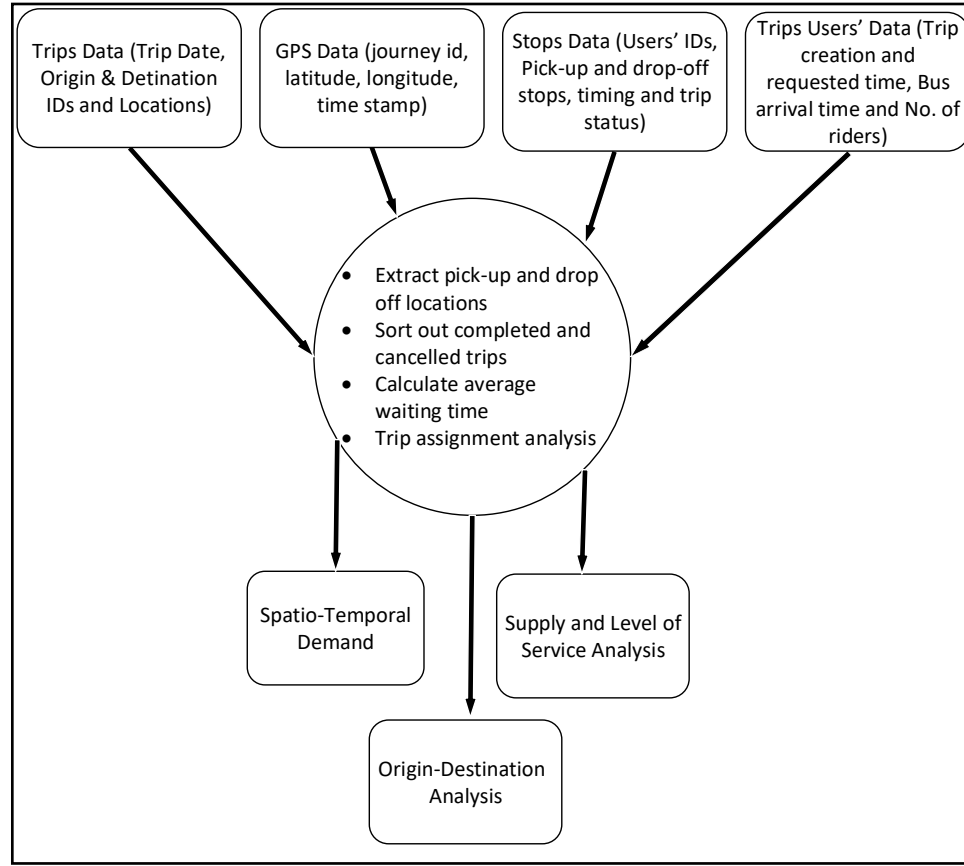 Trips Data (Trip Date,
Origin & Detination
IDs and Locations)
GPS Data (journey id,
latitude, longitude,
time stamp)
Stops Data (Users’ IDs,
Pick-up and drop-off
stops, timing and trip
status)
Trips Users’ Data (Trip
creation and
requested time, Bus
arrival time and No. of
riders)
• Extract pick-up and drop
off locations
• Sort out completed and
cancelled trips
• Calculate average
waiting time
• Trip assignment analysis
Spatio-Temporal
Demand
Supply and Level of
Service Analysis
Origin-Destination
Analysis